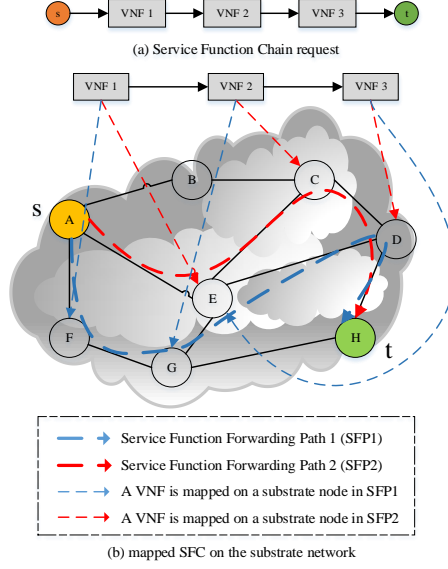 s VNF 1 VNF 2 VNF 3 t
(a) Service Function Chain request
VNF 1 VNF 2 VNF 3
B
C
S
A
D
E
F
H
t
G
Service Function Forwarding Path 1 (SFP1)
Service Function Forwarding Path 2 (SFP2)
A VNF is mapped on a substrate node in SFP1
A VNF is mapped on a substrate node in SFP2
(b) mapped SFC on the substrate network